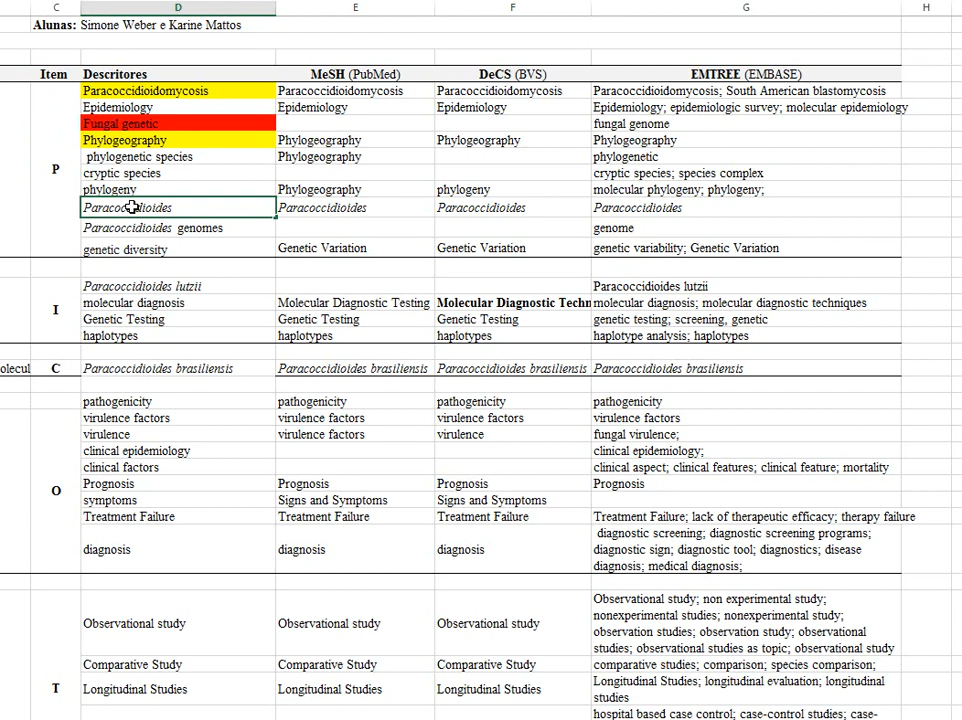 C D E F G H
Alunas: Simone Weber e Karine Mattos
Item Descritores MeSH (PubMed) DeCS (BVS) EMTREE (EMBASE)
Paracoccidioidomycosis Paracoccidioidomycosis Paracoccidioidomycosis Paracoccidioidomycosis; South American blastomycosis
Epidemiology Epidemiology Epidemiology Epidemiology; epidemiologic survey; molecular epidemiology
Fungal genetic fungal genome
Phylogeography Phylogeography Phylogeography Phylogeography
phylogenetic species Phylogeography phylogenetic
P
cryptic species cryptic species; species complex
phylogeny Phylogeography phylogeny molecular phylogeny; phylogeny;
Paracoccidioides Paracoccidioides Paracoccidioides Paracoccidioides
Paracoccidioides genomes genome
genetic diversity Genetic Variation Genetic Variation genetic variability; Genetic Variation
Paracoccidioides lutzii Paracoccidioides lutzii
molecular diagnosis Molecular Diagnostic Testing Molecular Diagnostic Techn molecular diagnosis; molecular diagnostic techniques
I
Genetic Testing Genetic Testing Genetic Testing genetic testing; screening, genetic
haplotypes haplotypes haplotypes haplotype analysis; haplotypes
olecul C Paracoccidioides brasiliensis Paracoccidioides brasiliensis Paracoccidioides brasiliensis Paracoccidioides brasiliensis
pathogenicity pathogenicity pathogenicity pathogenicity
virulence factors virulence factors virulence factors virulence factors
virulence virulence factors virulence fungal virulence;
clinical epidemiology clinical epidemiology;
clinical factors clinical aspect; clinical features; clinical feature; mortality
Prognosis Prognosis Prognosis Prognosis
O
symptoms Signs and Symptoms Signs and Symptoms
Treatment Failure Treatment Failure Treatment Failure Treatment Failure; lack of therapeutic efficacy; therapy failure
diagnosis diagnosis diagnosis diagnostic screening; diagnostic screening programs;
diagnostic sign; diagnostic tool; diagnostics; disease
diagnosis; medical diagnosis;
Observational study Observational study Observational study Observational study; non experimental study;
nonexperimental studies; nonexperimental study;
observation studies; observation study; observational
studies; observational studies as topic; observational study
Comparative Study Comparative Study Comparative Study comparative studies; comparison; species comparison;
T Longitudinal Studies Longitudinal Studies Longitudinal Studies Longitudinal Studies; longitudinal evaluation; longitudinal
studies
hospital based case control; case-control studies; case-